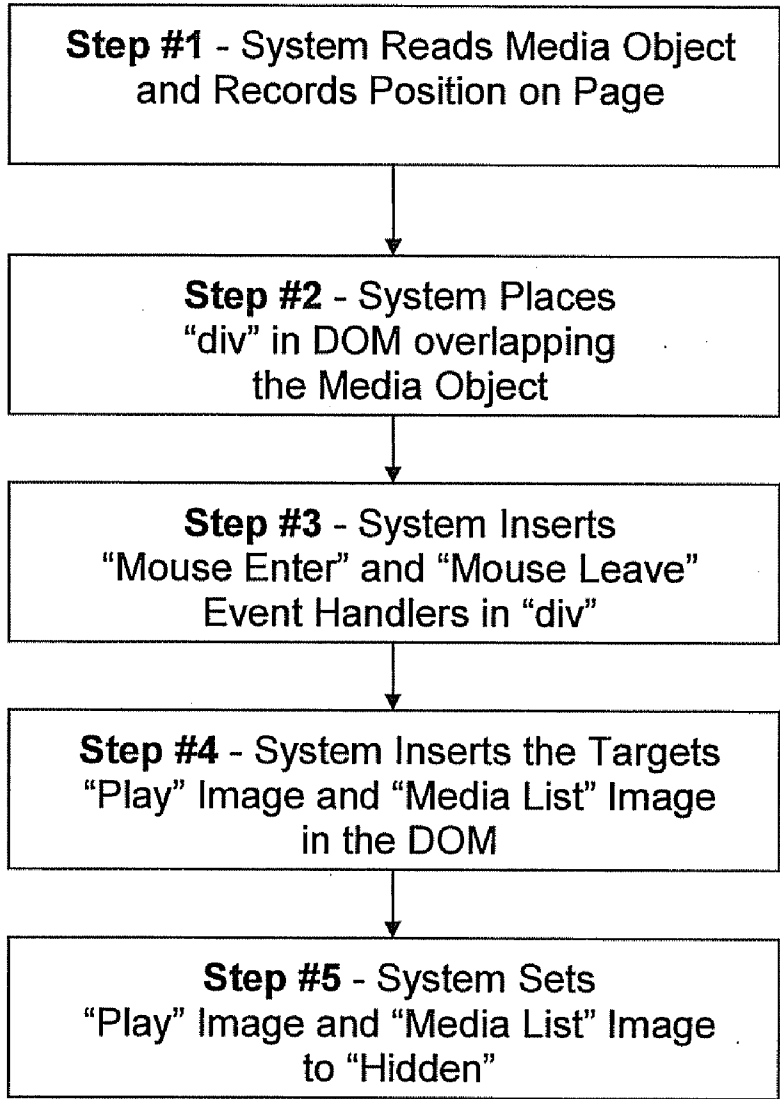 Step #1 - System Reads Media Object
and Records Position on Page
Step #2 - System Places
“div” in DOM overlapping
the Media Object
Step #3 - System Inserts
“Mouse Enter” and “Mouse Leave”
Event Handlers in “div”
Step #4 - System Inserts the Targets
“Play” Image and “Media List” Image
in the DOM
Step #5 - System Sets
“Play” Image and “Media List” Image
to “Hidden”